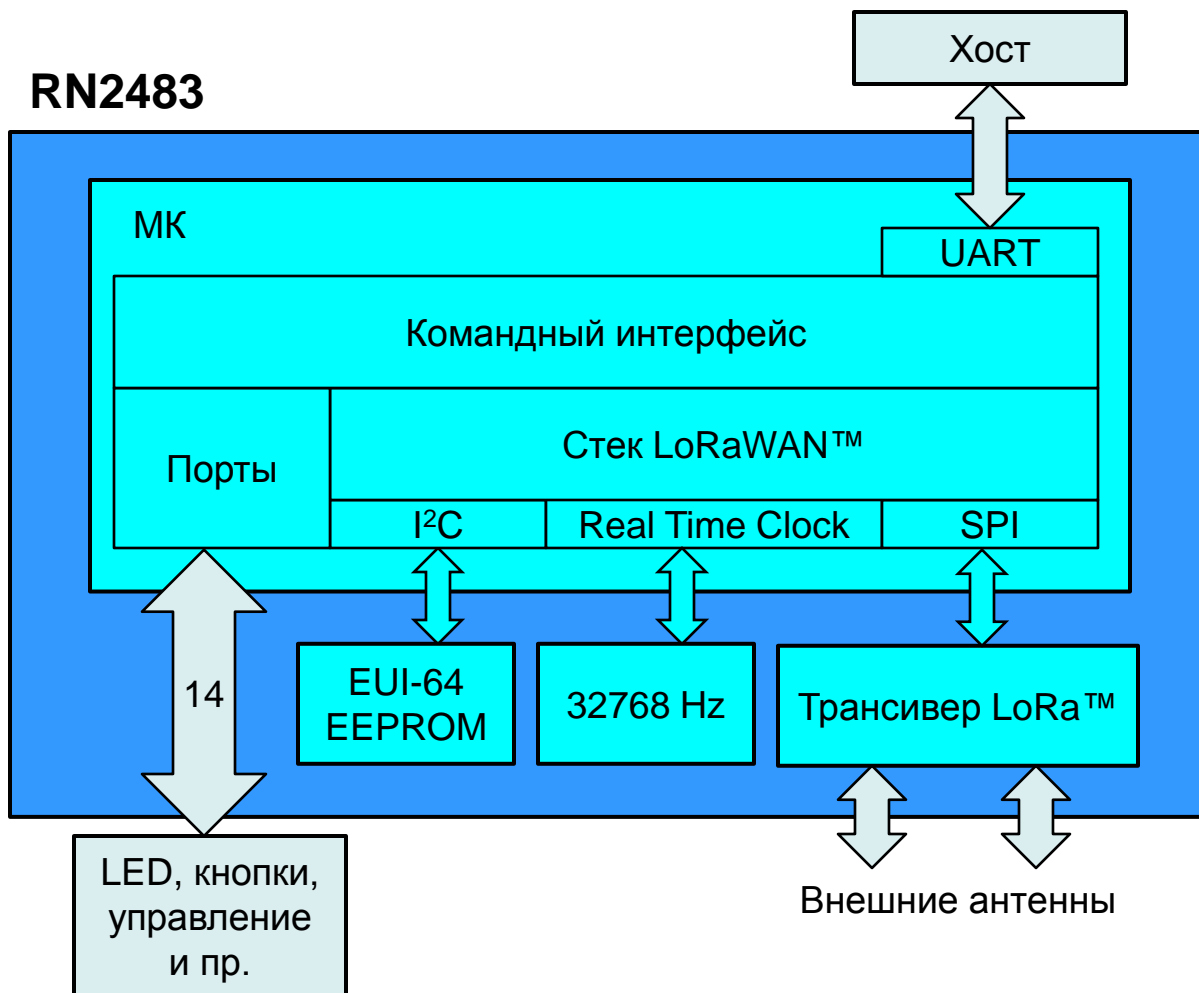 Хост
RN2483
МК
UART
Командный интерфейс
Порты
Стек LoRaWAN™
I²C
Real Time Clock
SPI
14
EUI-64
EEPROM
32768 Hz
Трансивер LoRa™
LED, кнопки,
управление
и пр.
Внешние антенны